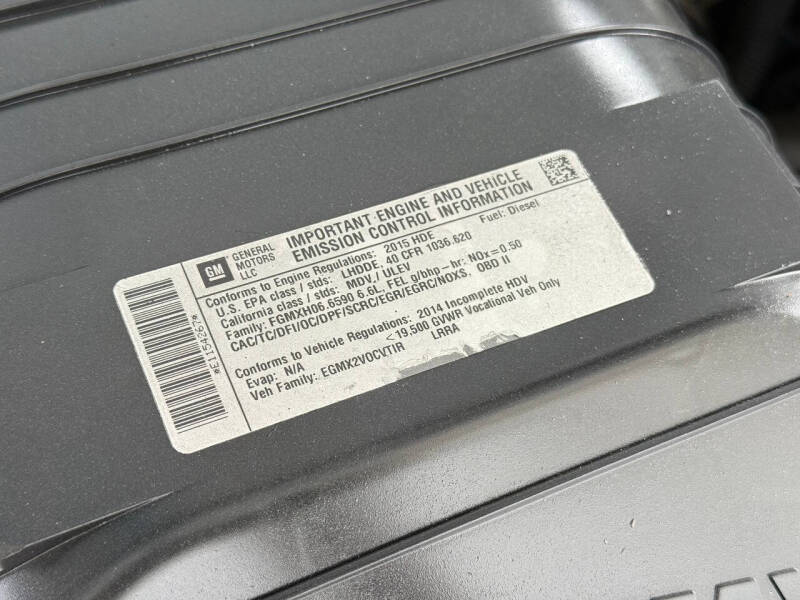 GM
GENERAL
MOTORS
LLC
IMPORTANT ENGINE AND VEHICLE
EMISSION CONTROL INFORMATION
Conforms to Engine Regulations: 2015 HDE Fuel: Diesel
U.S. EPA class / stds: LHDDE, 40 CFR 1036.620
California class / stds: MDV,/ ULEV
Family: FGMXH06.6590 6.6L, FEL g/bhp-hr: NOx=0.50
CAC/TC/DFI/OC/DPF/SCRC/EGR/EGRC/NOXS, OBD II
Conforms to Vehicle Regulations: 2014 Incomplete HDV
Evap: N/A <19,500 GVWR Vocational Veh Only
Veh Family: EGMX2VOCVTIR LRRA
*E1154267*